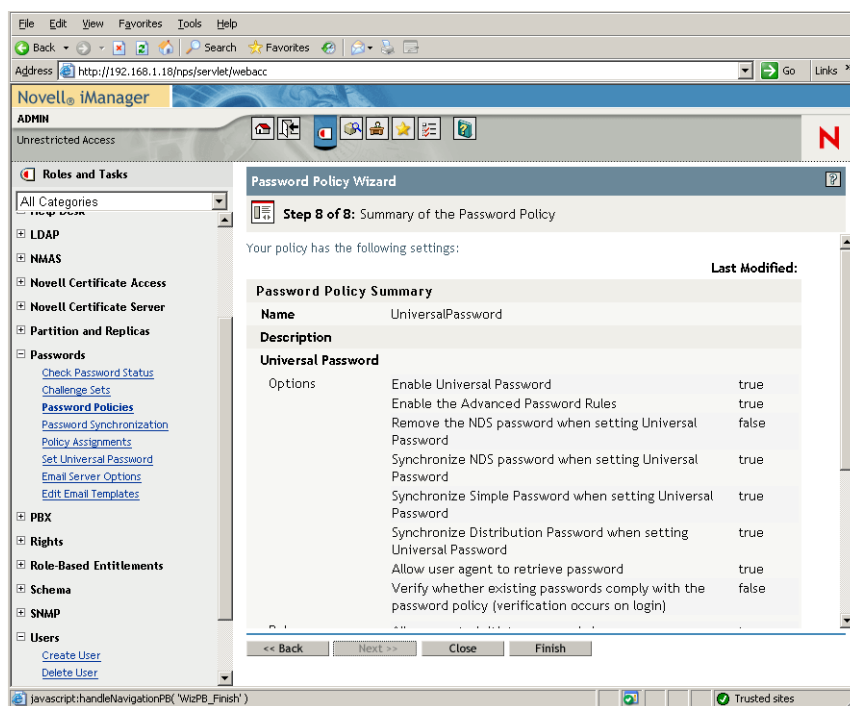 File Edit View Favorites Tools Help
Back Search Favorites
Address http://192.168.1.18/nps/servlet/webacc Go Links »
Novell® iManager
ADMIN
Unrestricted Access
N
Roles and Tasks
All Categories
Help Desk
LDAP
NMAS
Novell Certificate Access
Novell Certificate Server
Partition and Replicas
Passwords
Check Password Status
Challenge Sets
Password Policies
Password Synchronization
Policy Assignments
Set Universal Password
Email Server Options
Edit Email Templates
PBX
Rights
Role-Based Entitlements
Schema
SNMP
Users
Create User
Delete User
Password Policy Wizard ?
Step 8 of 8: Summary of the Password Policy
Your policy has the following settings:
Last Modified:
Password Policy Summary
Name UniversalPassword
Description
Universal Password
Options Enable Universal Password true
Enable the Advanced Password Rules true
Remove the NDS password when setting Universal false
Password
Synchronize NDS password when setting Universal true
Password
Synchronize Simple Password when setting Universal true
Password
Synchronize Distribution Password when setting true
Universal Password
Allow user agent to retrieve password true
Verify whether existing passwords comply with the false
password policy (verification occurs on login)
<< Back Next >> Close Finish
javascript:handleNavigationPB( 'WizPB_Finish' ) Trusted sites